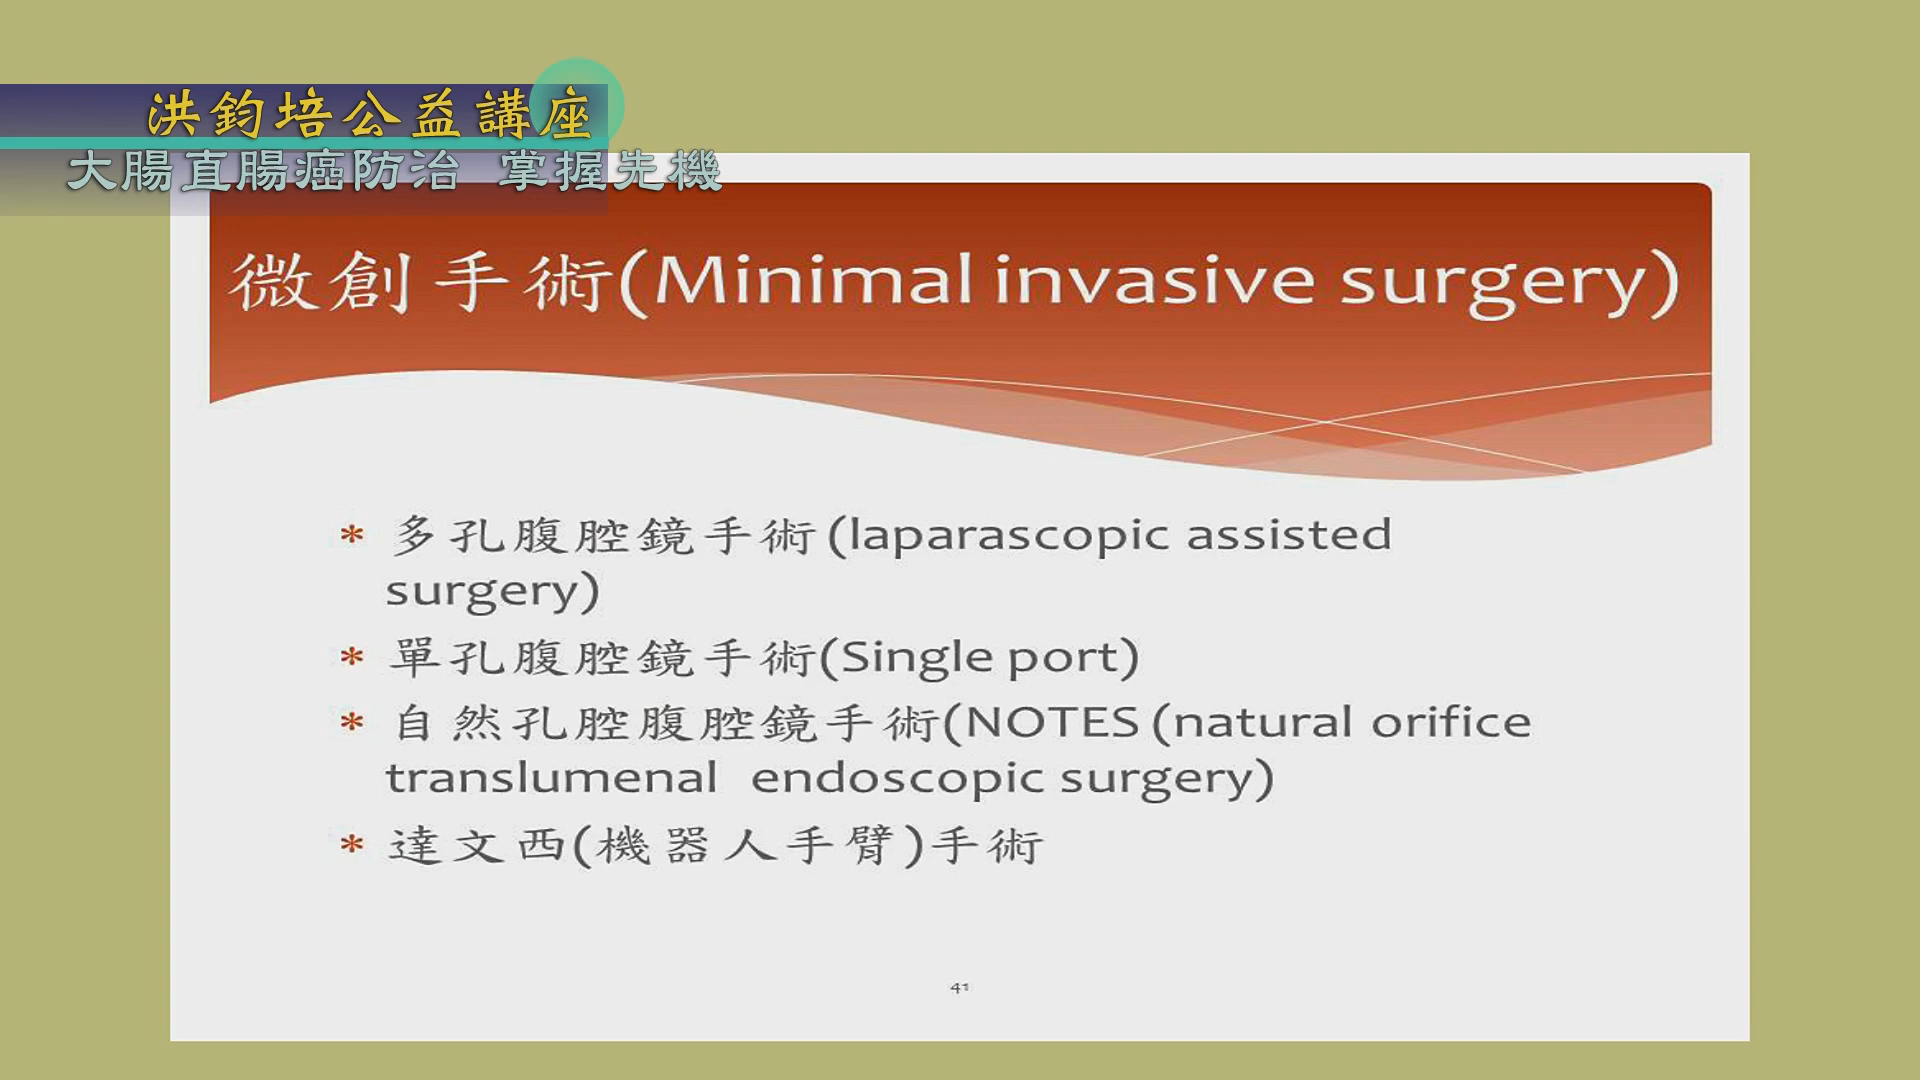 洪鈞培公益講座
大腸直腸癌防治 掌握先機
微創手術(Minimal invasive surgery)
* 多孔腹腔鏡手術(laparascopic assisted
surgery)
* 單孔腹腔鏡手術(Single port)
* 自然孔腔腹腔鏡手術(NOTES (natural orifice
translumenal endoscopic surgery)
* 達文西(機器人手臂)手術
41